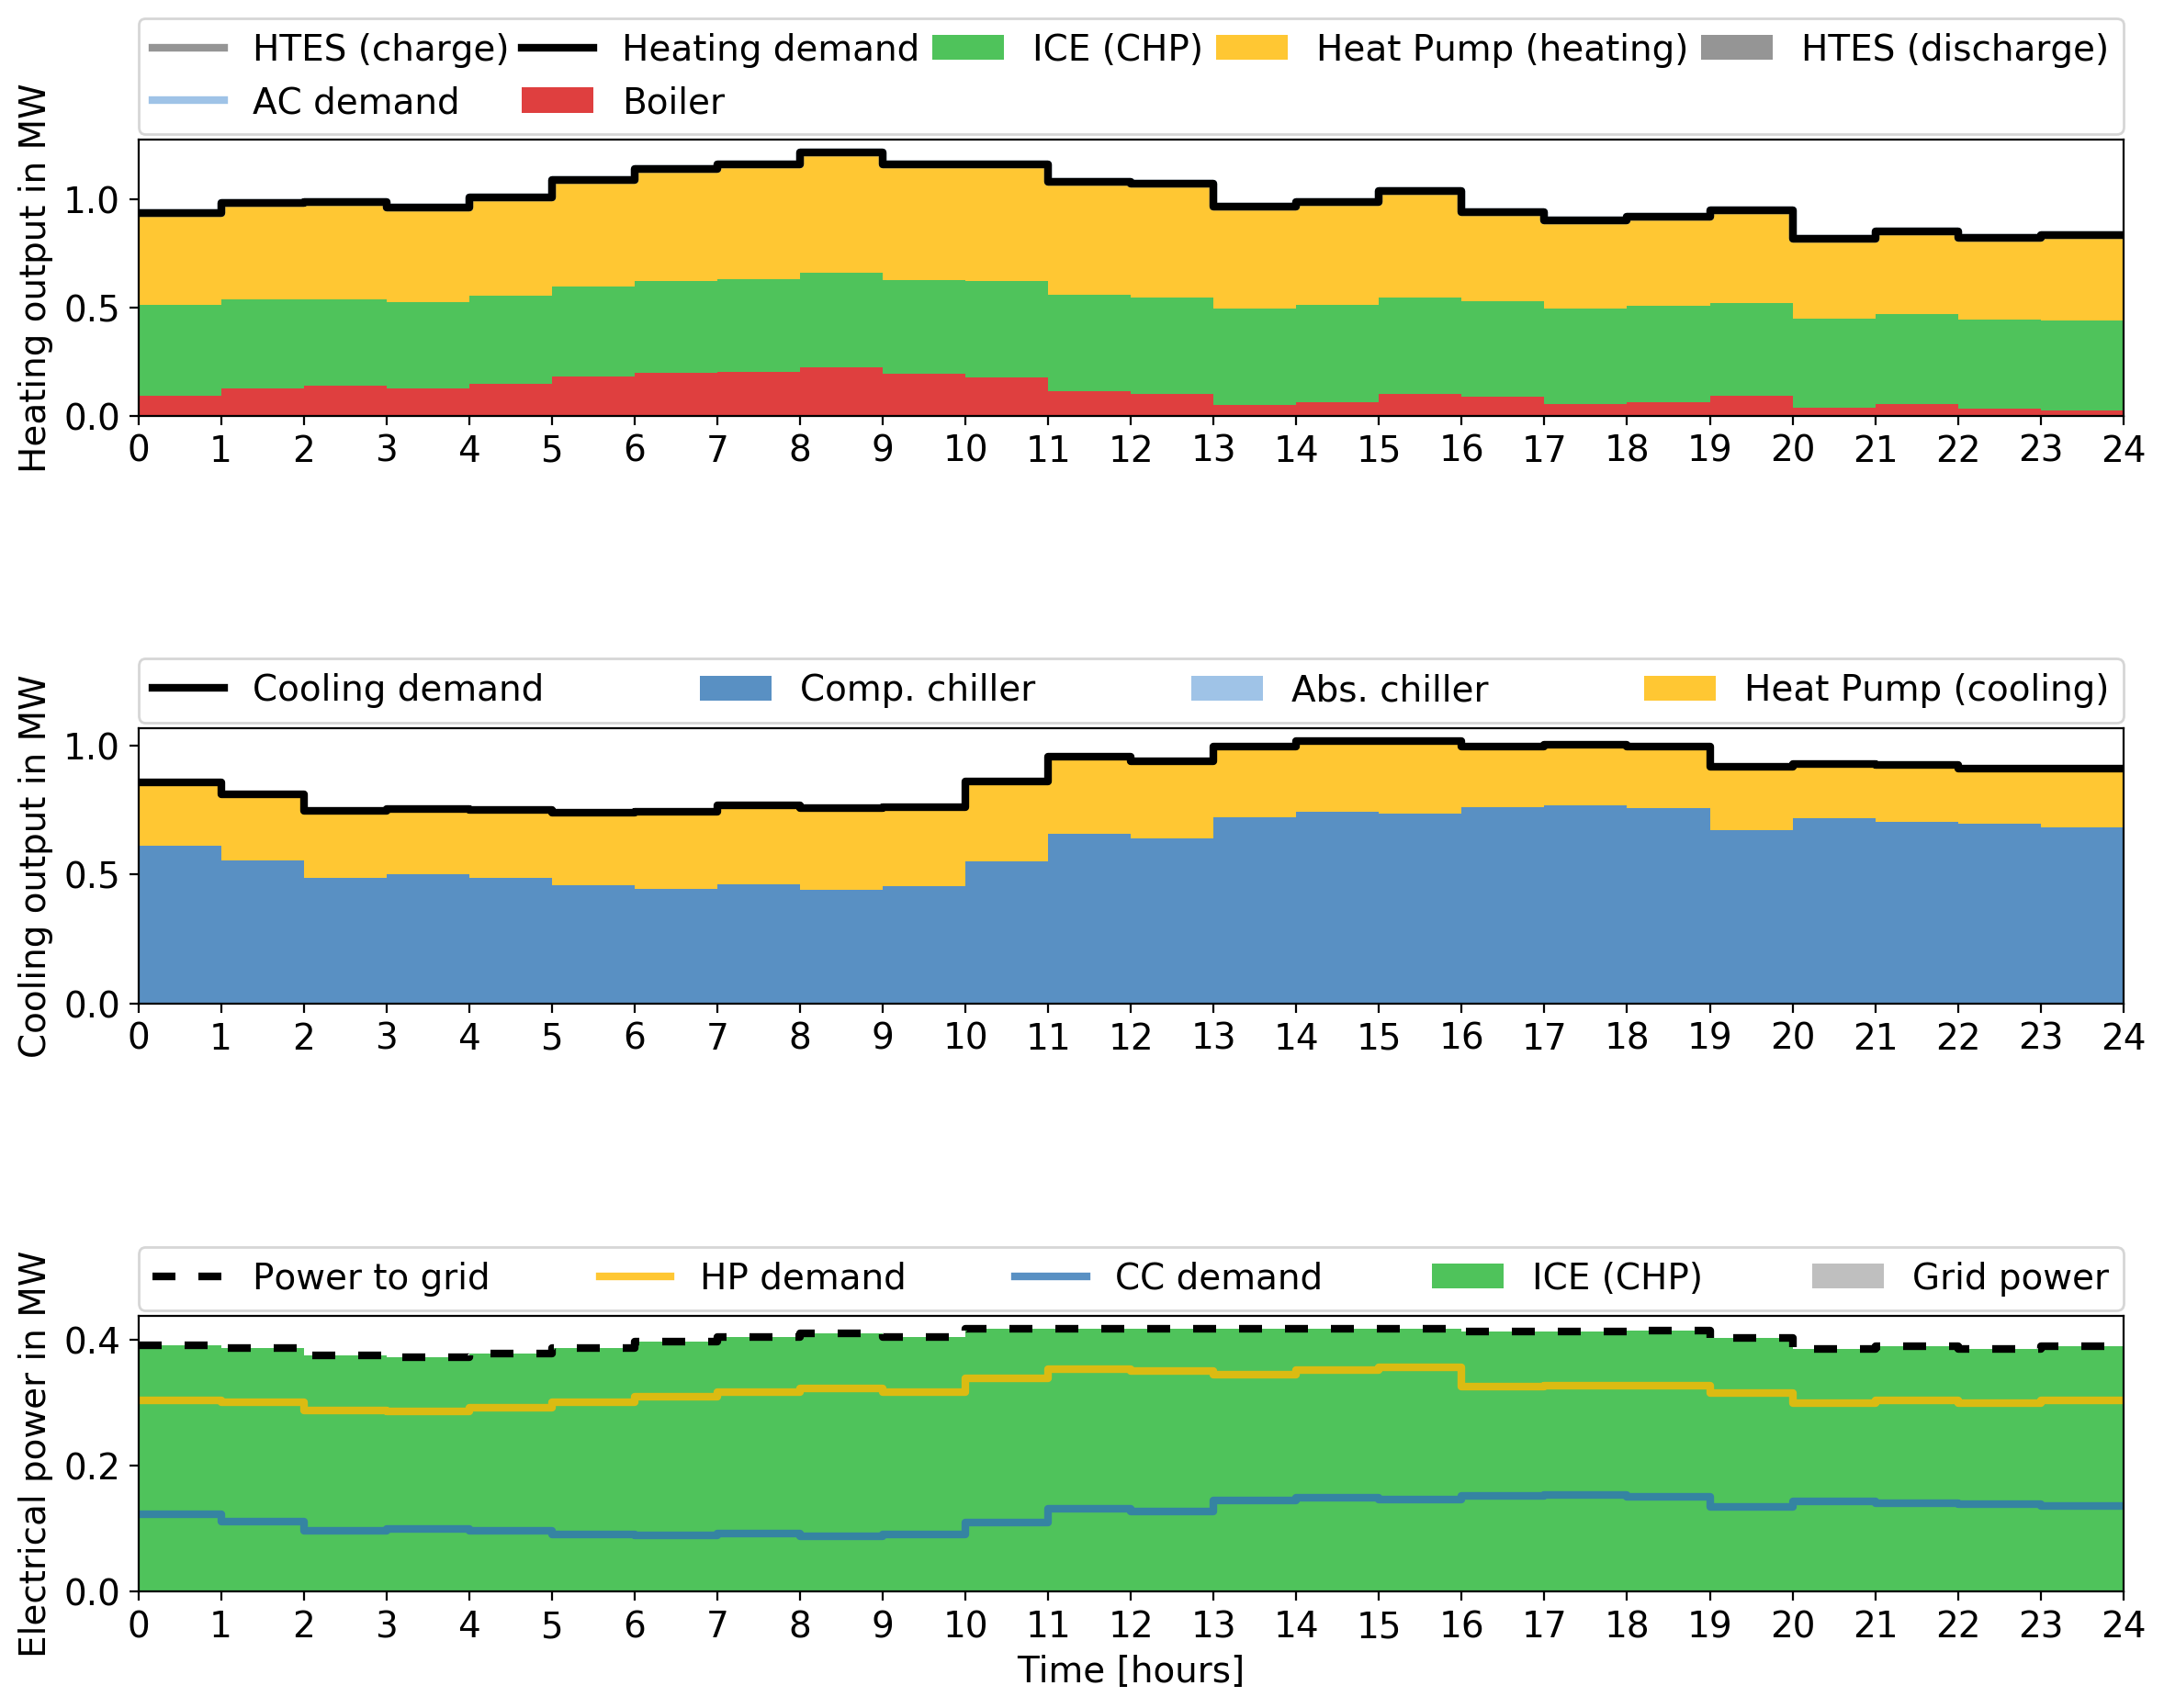 HTES (charge) Heating demand ICE (CHP) Heat Pump (heating) HTES (discharge)
AC demand Boiler
Heating output in MW
1.0
0.5
0.0
0 1 2 3 4 5 6 7 8 9 10 11 12 13 14 15 16 17 18 19 20 21 22 23 24
Cooling demand Comp. chiller Abs. chiller Heat Pump (cooling)
Cooling output in MW
1.0
0.5
0.0
0 1 2 3 4 5 6 7 8 9 10 11 12 13 14 15 16 17 18 19 20 21 22 23 24
Power to grid HP demand CC demand ICE (CHP) Grid power
Electrical power in MW
0.4
0.2
0.0
0 1 2 3 4 5 6 7 8 9 10 11 12 13 14 15 16 17 18 19 20 21 22 23 24
Time [hours]